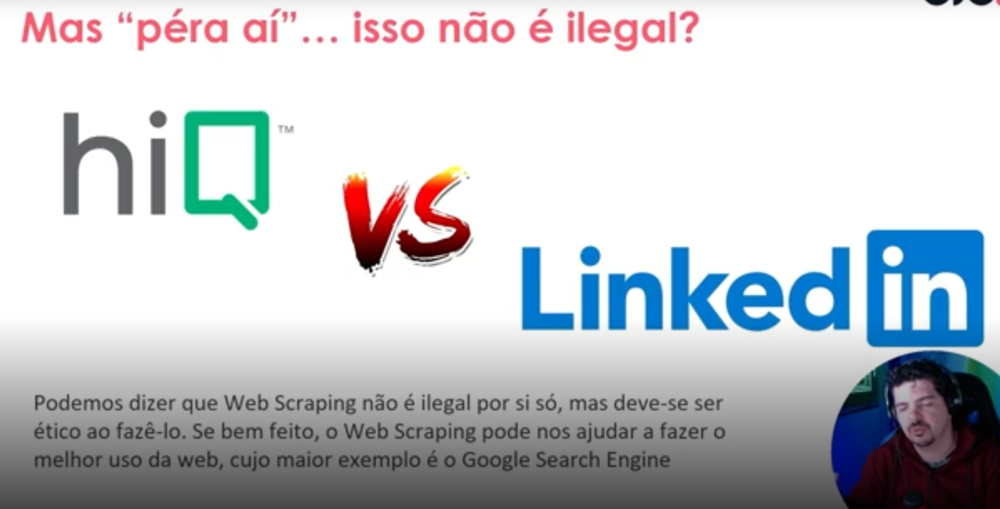 Mas “péra aí”... isso não é ilegal?
hiQ™
VS
Linkedin
Podemos dizer que Web Scraping não é ilegal por si só, mas deve-se ser
ético ao fazê-lo. Se bem feito, o Web Scraping pode nos ajudar a fazer o
melhor uso da web, cujo maior exemplo é o Google Search Engine